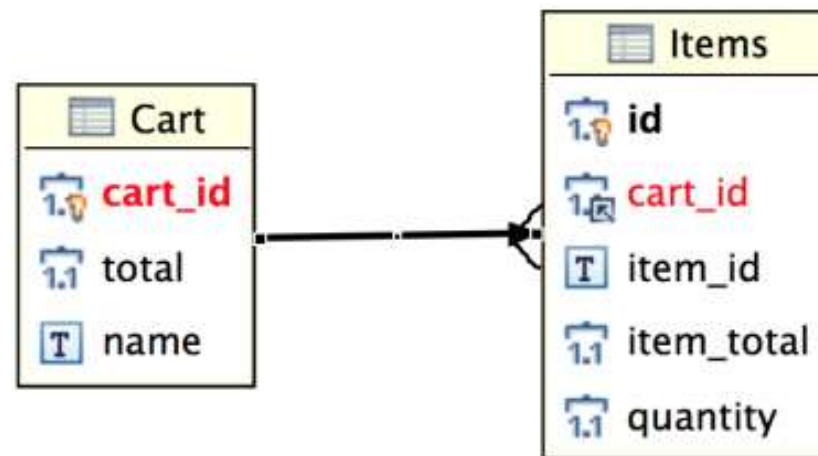 Cart
cart_id
total
name
Items
id
cart_id
item_id
item_total
quantity